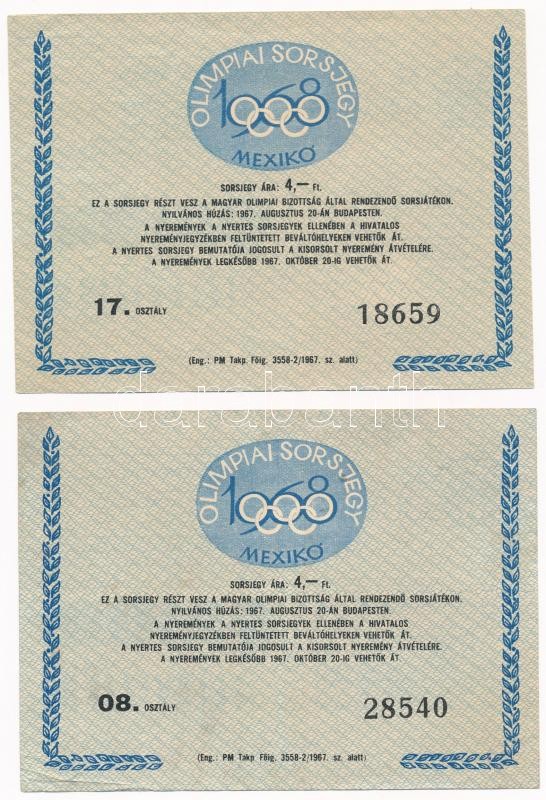 OLIMPIAI SORSJEGY
1968
MEXIKÓ
SORSJEGY ÁRA: 4,— Ft.
EZ A SORSJEGY RÉSZT VESZ A MAGYAR OLIMPIAI BIZOTTSÁG ÁLTAL RENDEZENDŐ SORSJÁTÉKON.
NYILVÁNOS HÚZÁS: 1967. AUGUSZTUS 20-ÁN BUDAPESTEN.
A NYEREMÉNYEK A NYERTES SORSJEGYEK ELLENÉBEN A HIVATALOS
NYEREMÉNYJEGYZÉKBEN FELTÜNTETETT BEVÁLTÓHELYEKEN VEHETŐK ÁT.
A NYERTES SORSJEGY BEMUTATÓJA JOGOSULT A KISORSOLT NYEREMÉNY ÁTVÉTELÉRE.
A NYEREMÉNYEK LEGKÉSŐBB 1967. OKTÓBER 20-IG VEHETŐK ÁT.
17. OSZTÁLY 18659
(Eng.: PM Takp. Főig. 3558-2/1967. sz. alatt)
darabanth
OLIMPIAI SORSJEGY
1968
MEXIKÓ
SORSJEGY ÁRA: 4,— Ft.
EZ A SORSJEGY RÉSZT VESZ A MAGYAR OLIMPIAI BIZOTTSÁG ÁLTAL RENDEZENDŐ SORSJÁTÉKON.
NYILVÁNOS HÚZÁS: 1967. AUGUSZTUS 20-ÁN BUDAPESTEN.
A NYEREMÉNYEK A NYERTES SORSJEGYEK ELLENÉBEN A HIVATALOS
NYEREMÉNYJEGYZÉKBEN FELTÜNTETETT BEVÁLTÓHELYEKEN VEHETŐK ÁT.
A NYERTES SORSJEGY BEMUTATÓJA JOGOSULT A KISORSOLT NYEREMÉNY ÁTVÉTELÉRE.
A NYEREMÉNYEK LEGKÉSŐBB 1967. OKTÓBER 20-IG VEHETŐK ÁT.
08. OSZTÁLY 28540
(Eng.: PM Takp. Főig. 3558-2/1967. sz. alatt)